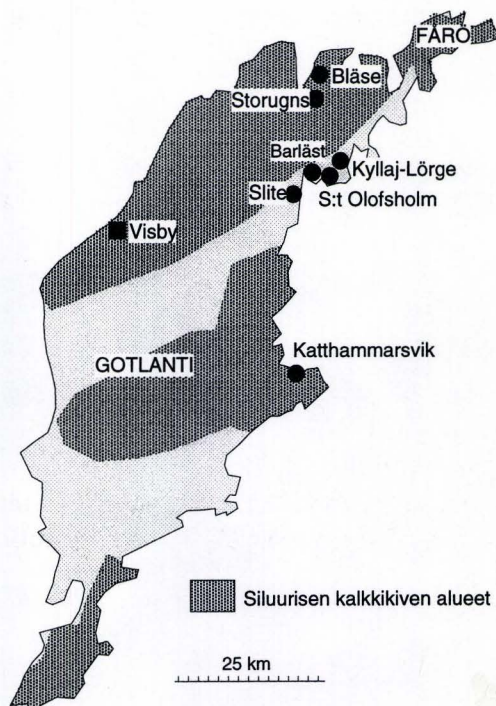 FÅRÖ
Bläse
Storugns
Barläst
Kyllaj-Lörge
Slite
S:t Olofsholm
Visby
Katthammarsvik
GOTLANTI
Siluurisen kalkkikiven alueet
25 km